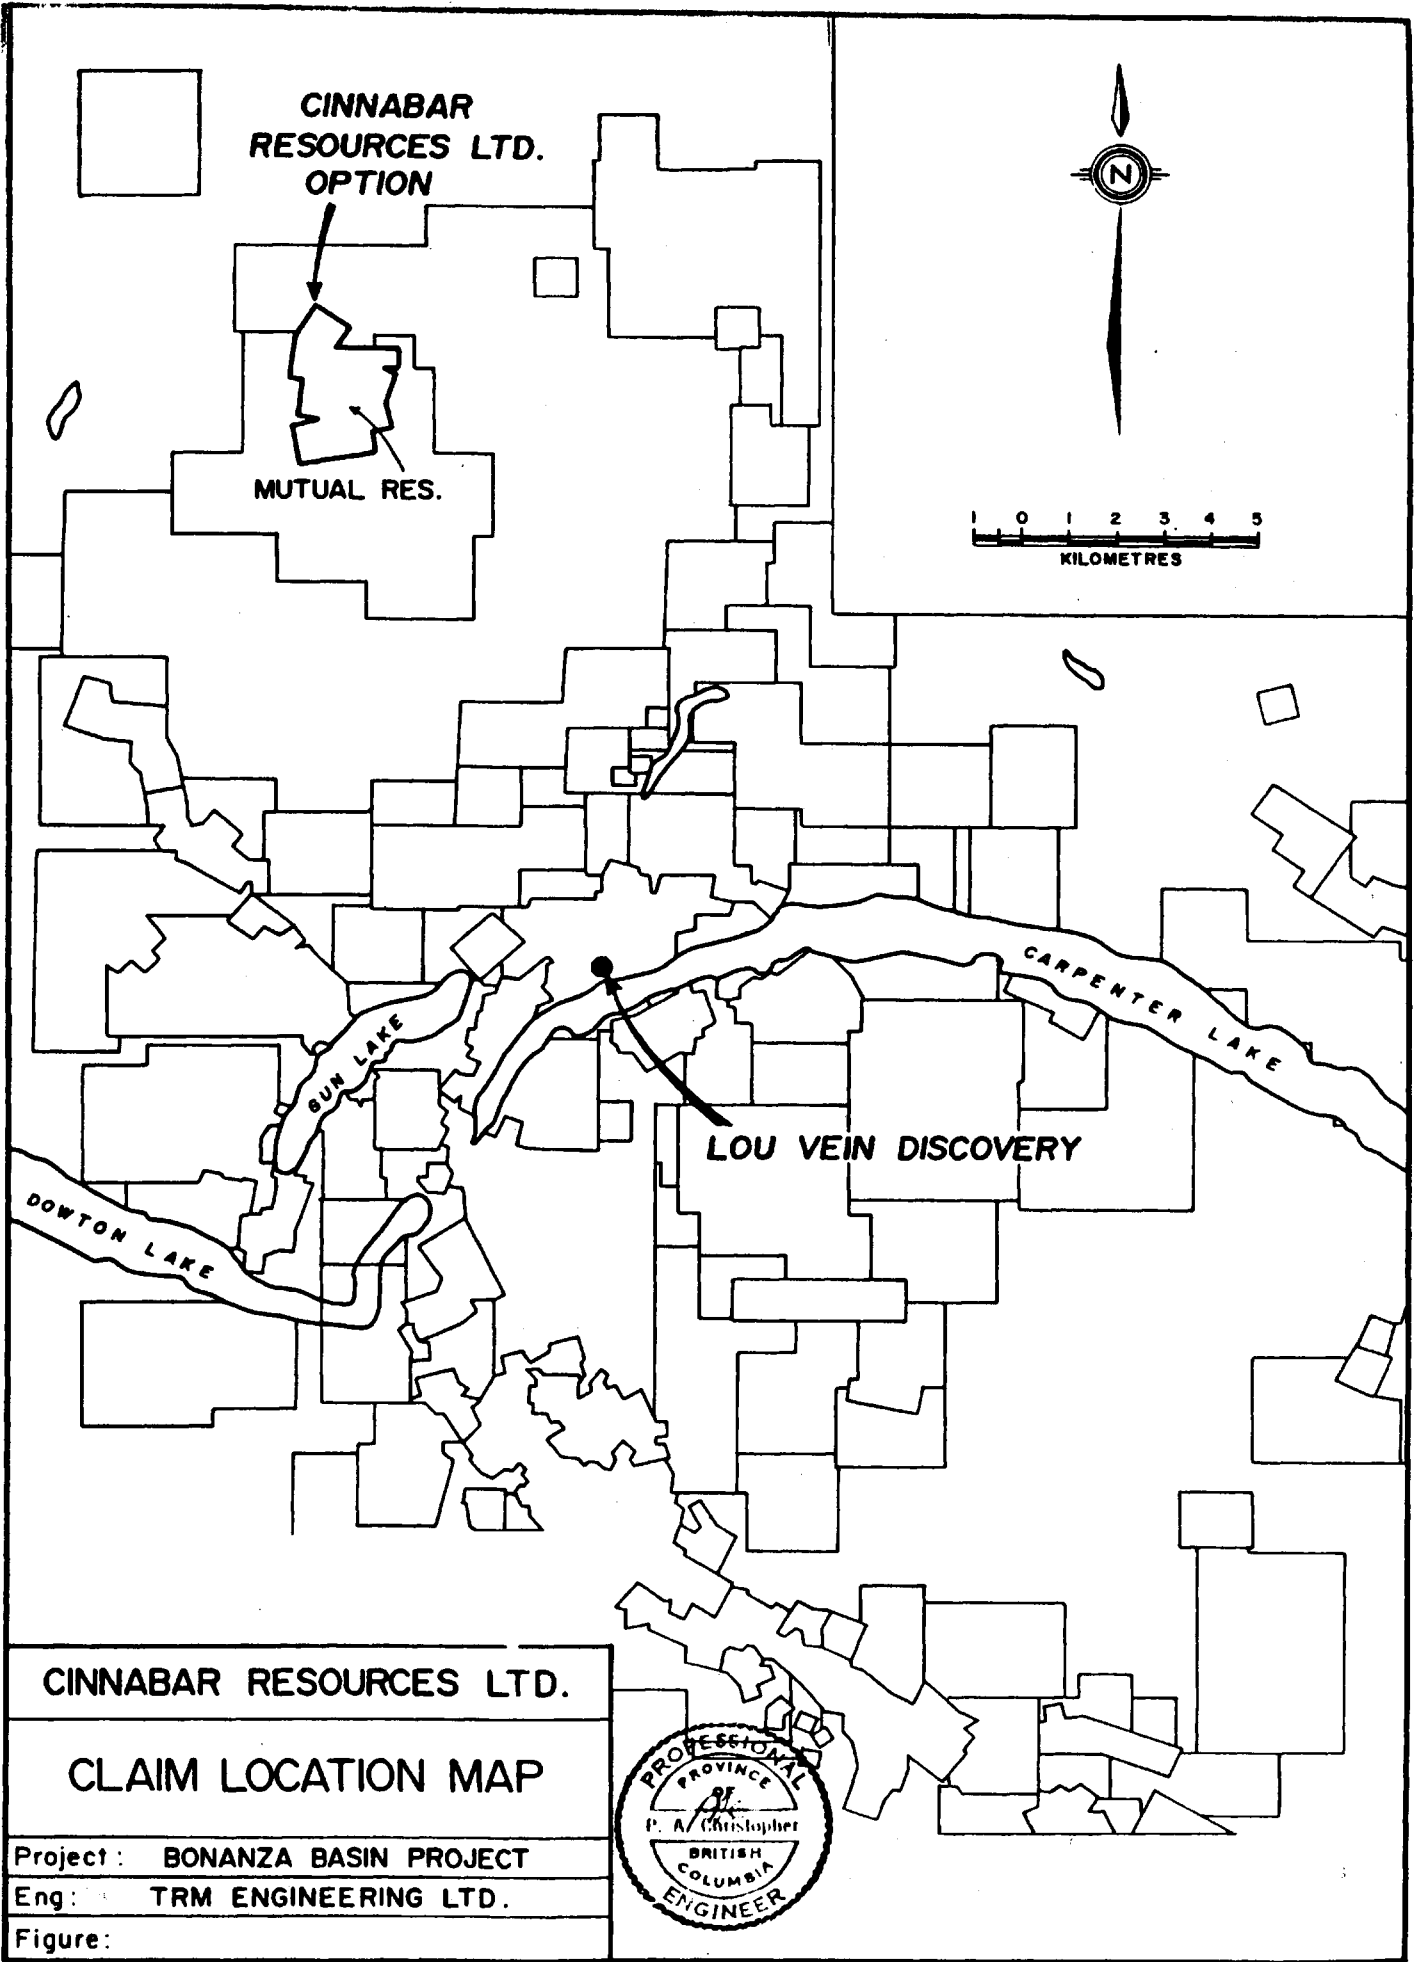 CINNABAR
RESOURCES LTD.
OPTION
N
MUTUAL RES.
1 0 1 2 3 4 5
KILOMETRES
CARPENTER LAKE
GUN LAKE
LOU VEIN DISCOVERY
DOWTON LAKE
CINNABAR RESOURCES LTD.
CLAIM LOCATION MAP
Project: BONANZA BASIN PROJECT
Eng: TRM ENGINEERING LTD.
Figure:
PROFESSIONAL
PROVINCE
OF
P. A. Christopher
BRITISH
COLUMBIA
ENGINEER